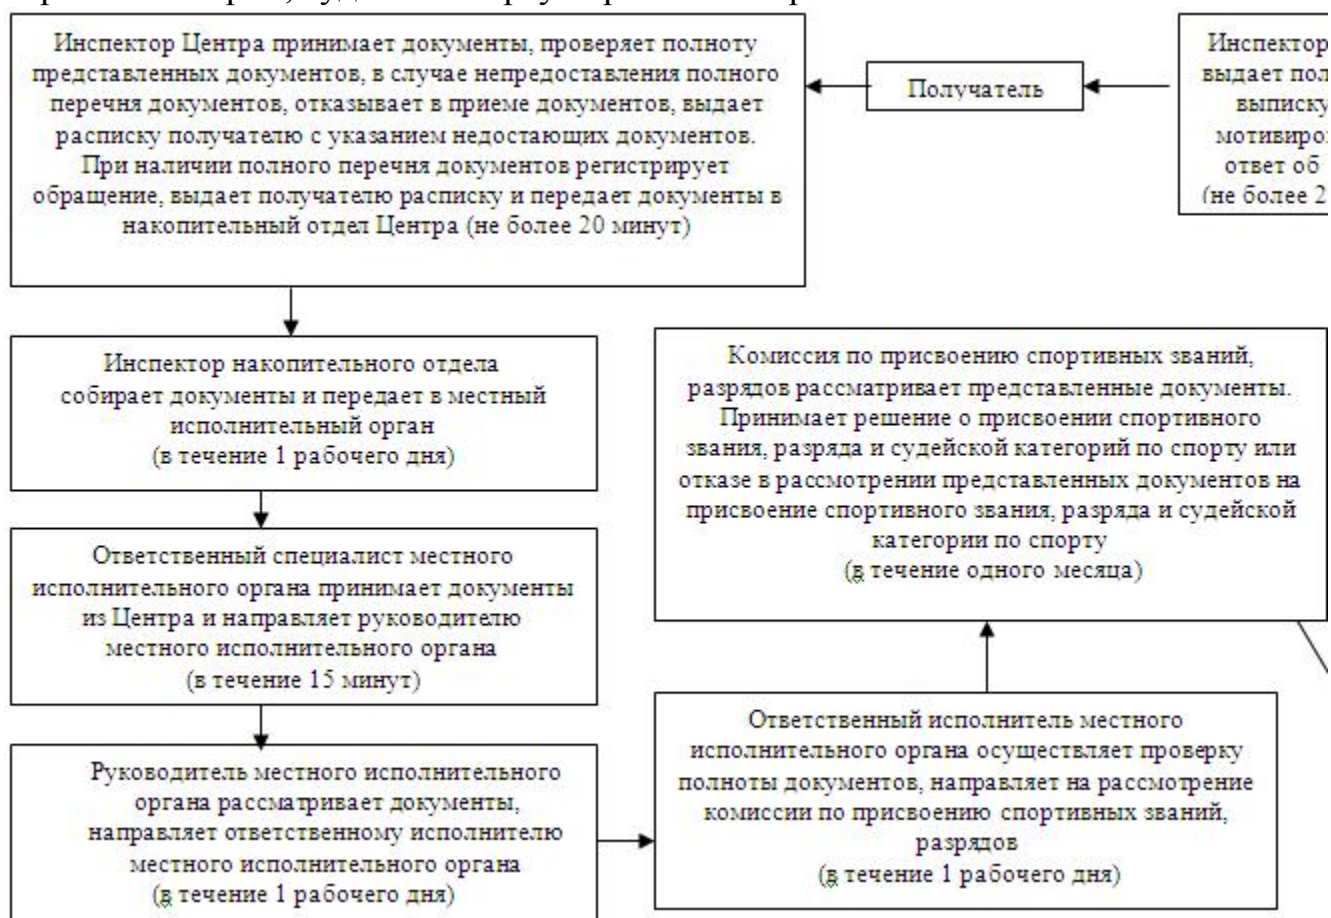 Инспектор Центра принимает документы, проверяет полноту
представленных документов, в случае непредоставления полного
перечня документов, отказывает в приеме документов, выдает
расписку получателю с указанием недостающих документов.
При наличии полного перечня документов регистрирует
обращение, выдает получателю расписку и передает документы в
накопительный отдел Центра (не более 20 минут)
Получатель
Инспектор
выдает
выписку
ответ об
(не более 2
Инспектор накопительного отдела
собирает документы и передает в местный
исполнительный орган
(в течение 1 рабочего дня)
Ответственный специалист местного
исполнительного органа принимает документы
из Центра и направляет руководителю
местного исполнительного органа
(в течение 15 минут)
Руководитель местного исполнительного
органа рассматривает документы,
направляет ответственному исполнителю
местного исполнительного органа
(в течение 1 рабочего дня)
Ответственный исполнитель местного
исполнительного органа осуществляет проверку
полноты документов, направляет на рассмотрение
комиссии по присвоению спортивных званий,
разрядов
(в течение 1 рабочего дня)
Комиссия по присвоению спортивных званий,
разрядов рассматривает представленные документы.
Принимает решение о присвоении спортивного
звания, разряда и судейской категорий по спорту или
отказе в рассмотрении представленных документов на
присвоение спортивного звания, разряда и судейской
категории по спорту
(в течение одного месяца)